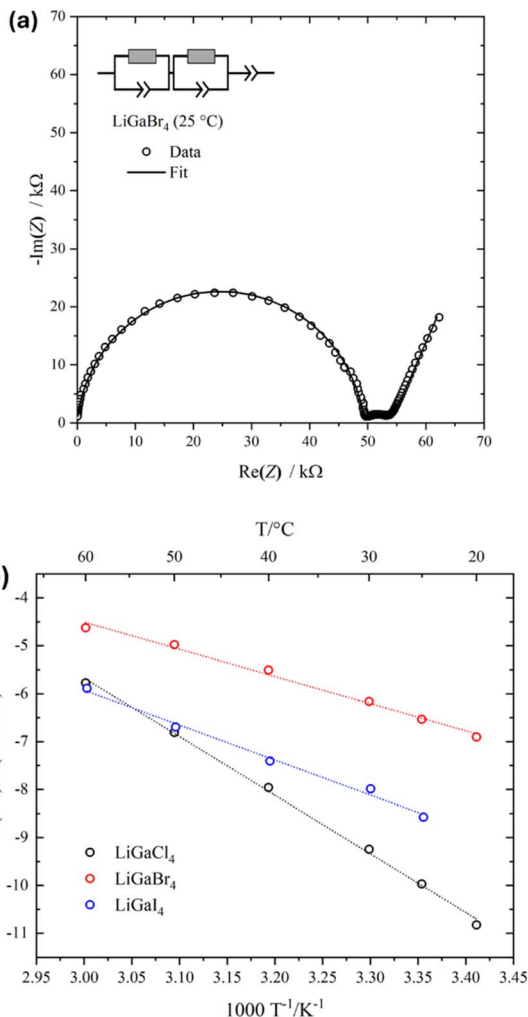 (a)
70
60
50
40
30
20
10
0
-Im(Z) / kΩ
LiGaBr₄ (25 °C)
Data
Fit
0 10 20 30 40 50 60 70
Re(Z) / kΩ
T/°C
60 50 40 30 20
-4
-5
-6
-7
-8
-9
-10
-11
LiGaCl₄
LiGaBr₄
LiGaI₄
2.95 3.00 3.05 3.10 3.15 3.20 3.25 3.30 3.35 3.40 3.45
1000 T⁻¹/K⁻¹